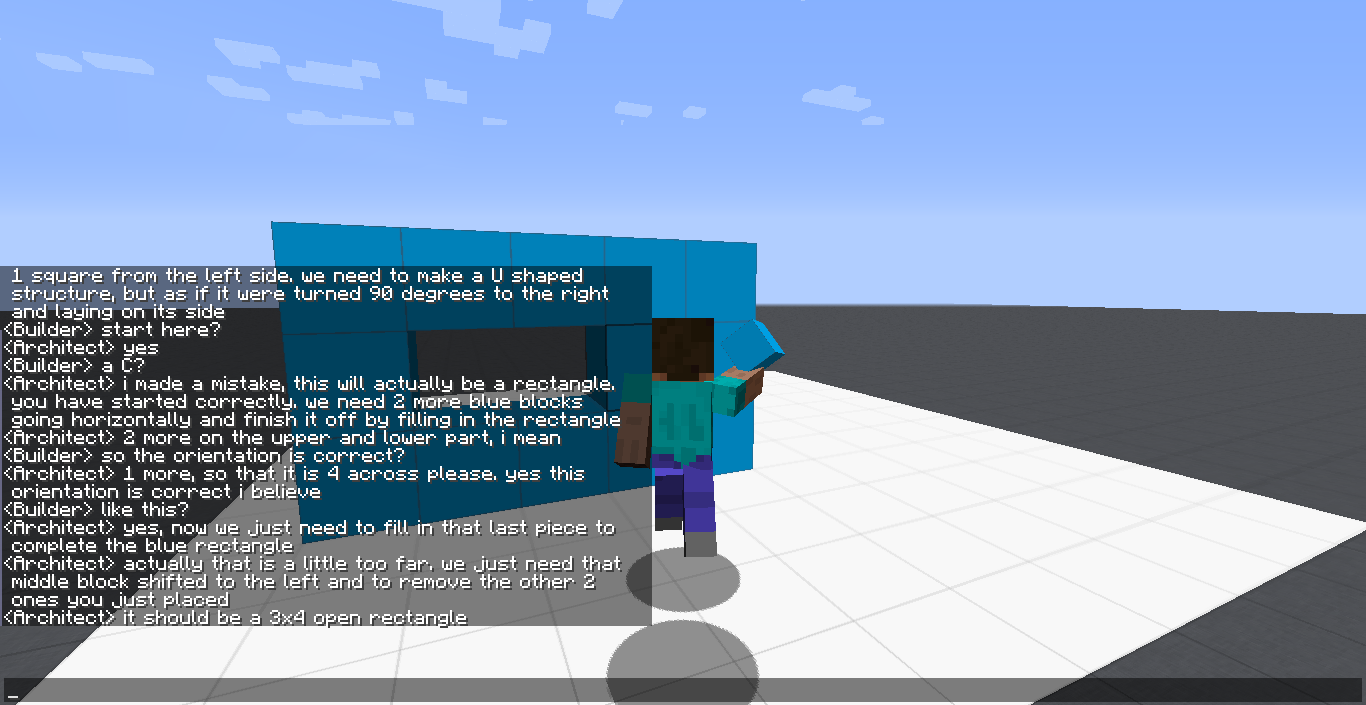 1 square from the left side. we need to make a U shaped
structure, but as if it were turned 90 degrees to the right
and laying on its side
<Builder> start here?
<Architect> yes
<Builder> a C?
<Architect> i made a mistake, this will actually be a rectangle.
you have started correctly. we need 2 more blue blocks
going horizontally and finish it off by filling in the rectangle
<Architect> 2 more on the upper and lower part, i mean
<Builder> so the orientation is correct?
<Architect> 1 more, so that it is 4 across please. yes this
orientation is correct i believe
<Builder> like this?
<Architect> yes, now we just need to fill in that last piece to
complete the blue rectangle
<Architect> actually that is a little too far. we just need that
middle block shifted to the left and to remove the other 2
ones you just placed
<Architect> it should be a 3x4 open rectangle
_